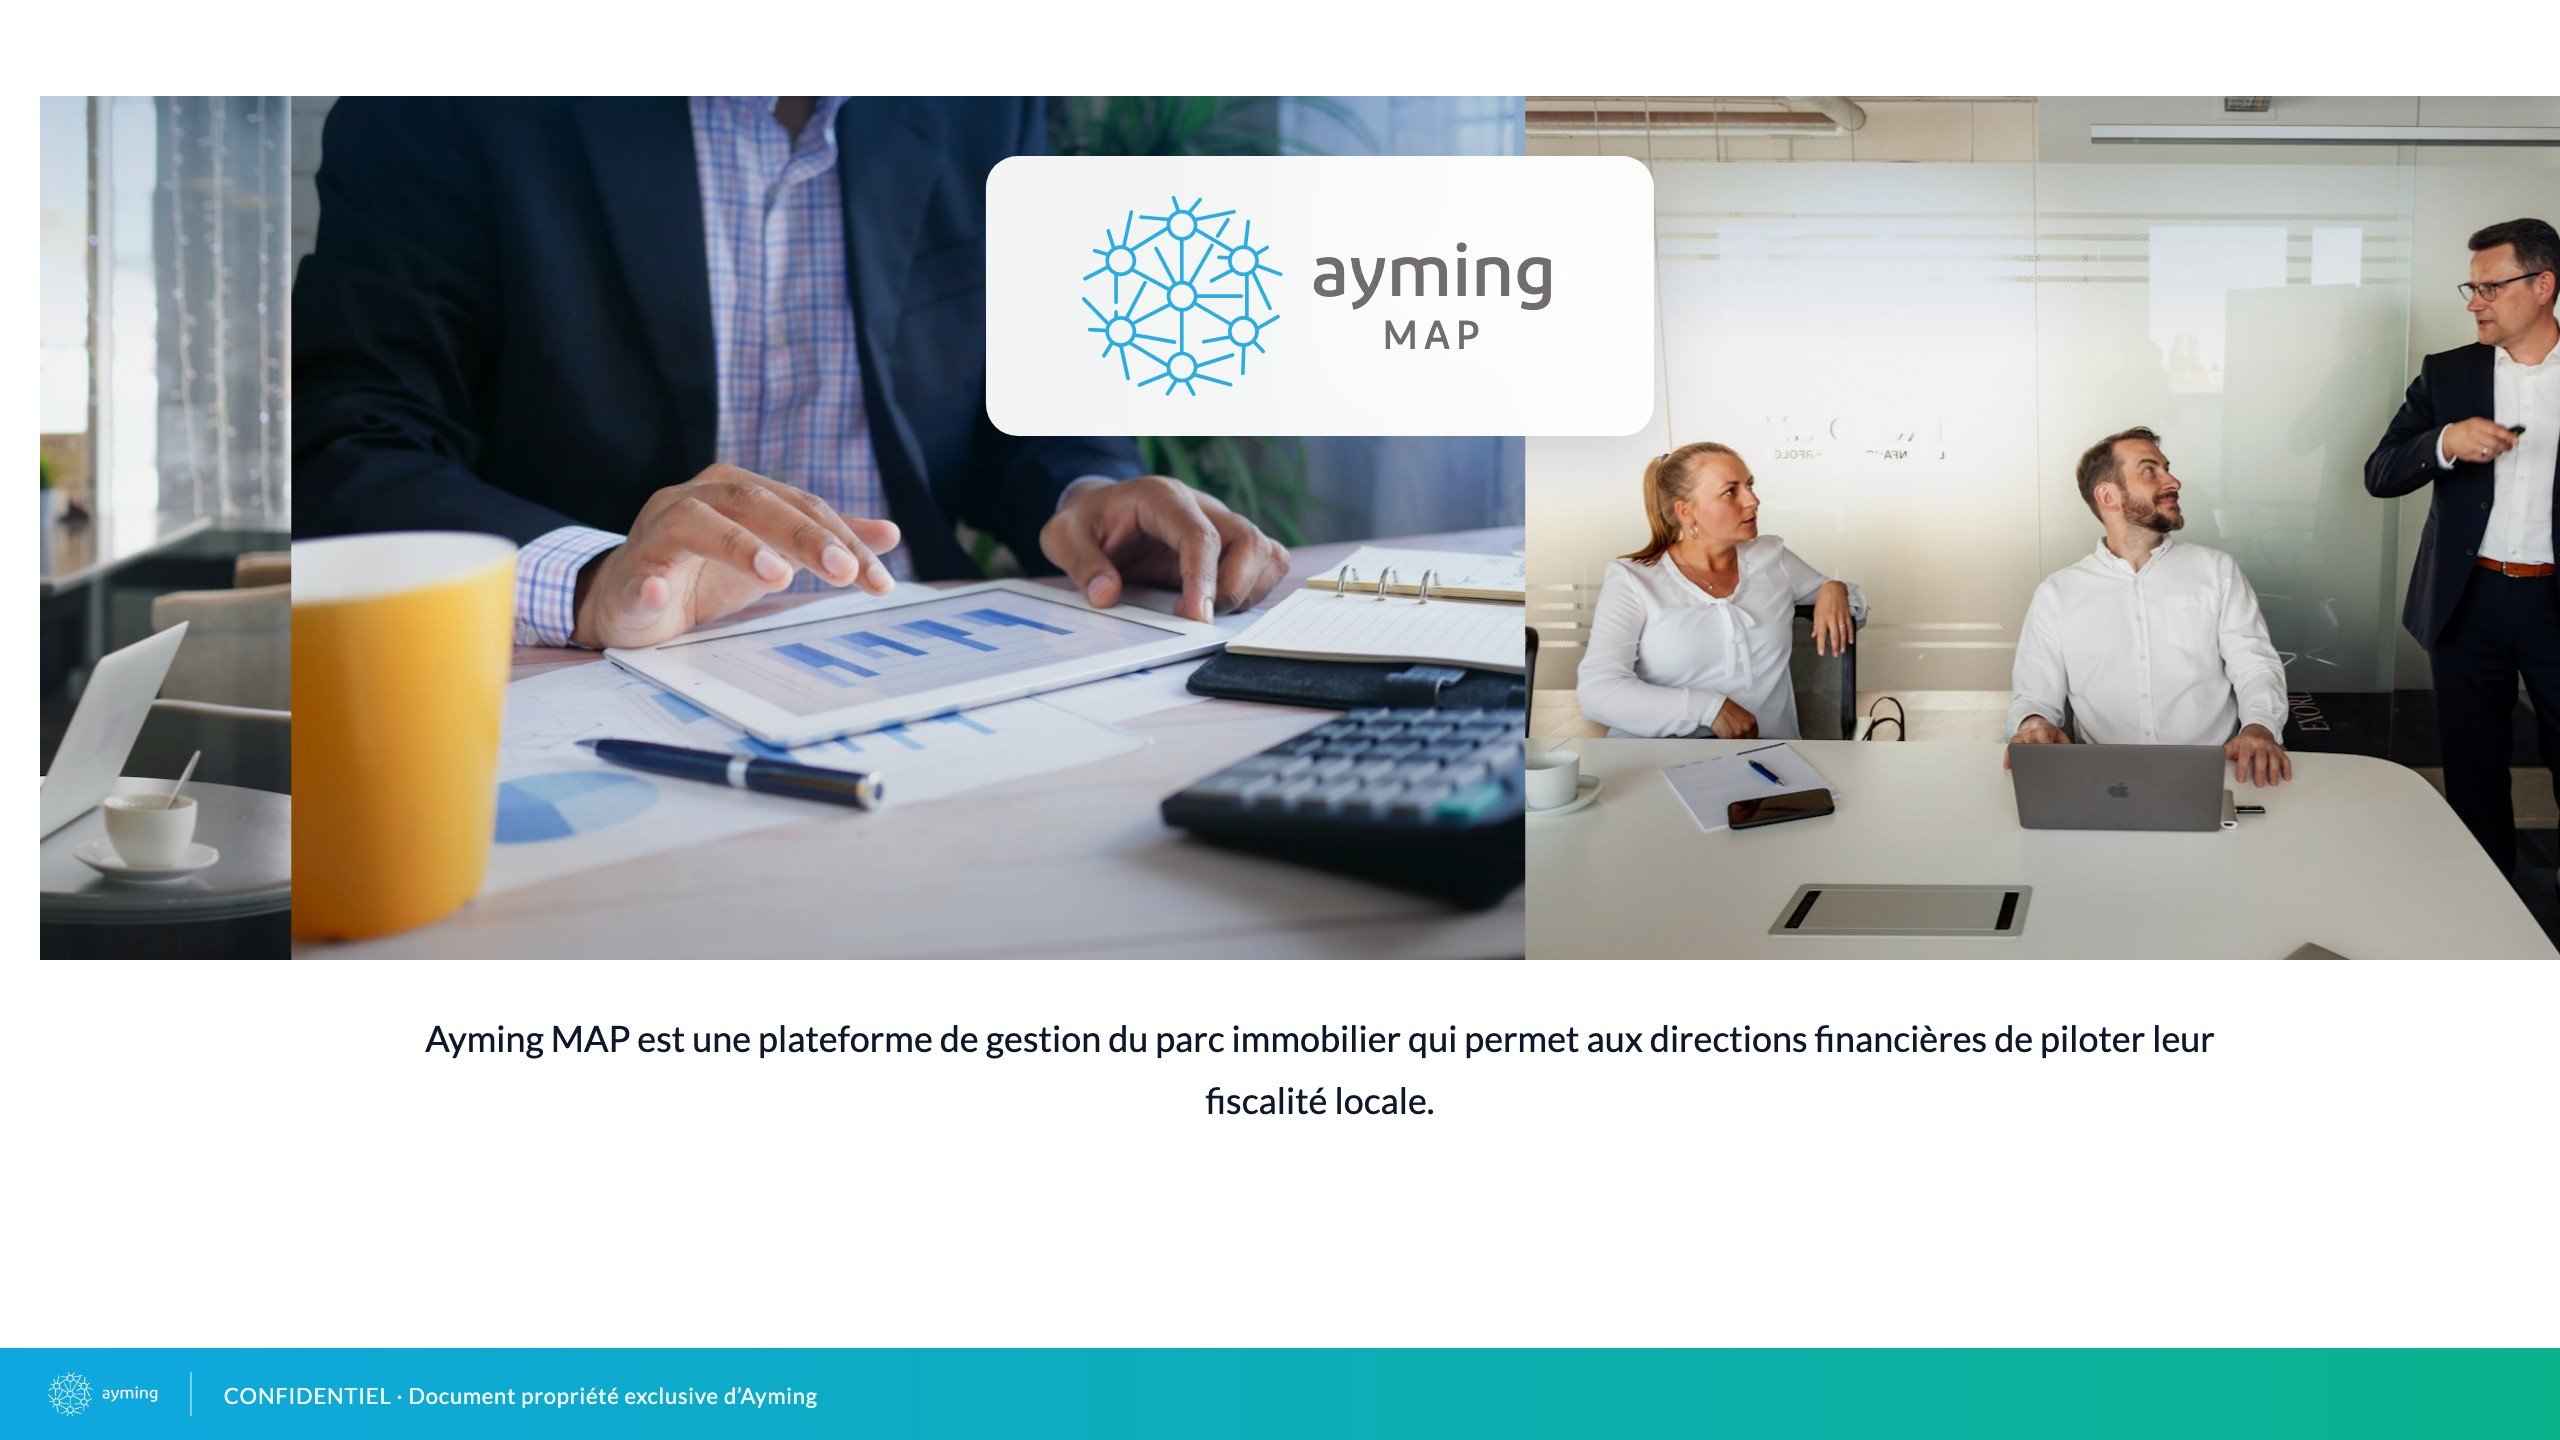 ayming
MAP
Ayming MAP est une plateforme de gestion du parc immobilier qui permet aux directions financières de piloter leur
fiscalité locale.
ayming
CONFIDENTIEL · Document propriété exclusive d’Ayming